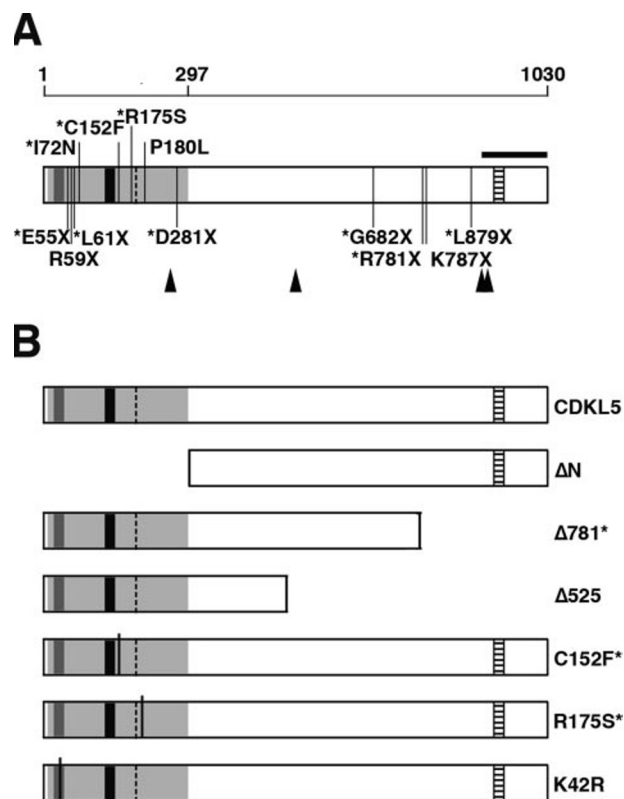 A
1 297 1030
*R175S
*C152F
*I72N P180L
*E55X *L61X *D281X *G682X *L879X
R59X *R781X K787X
B
CDKL5
ΔN
Δ781*
Δ525
C152F*
R175S*
K42R